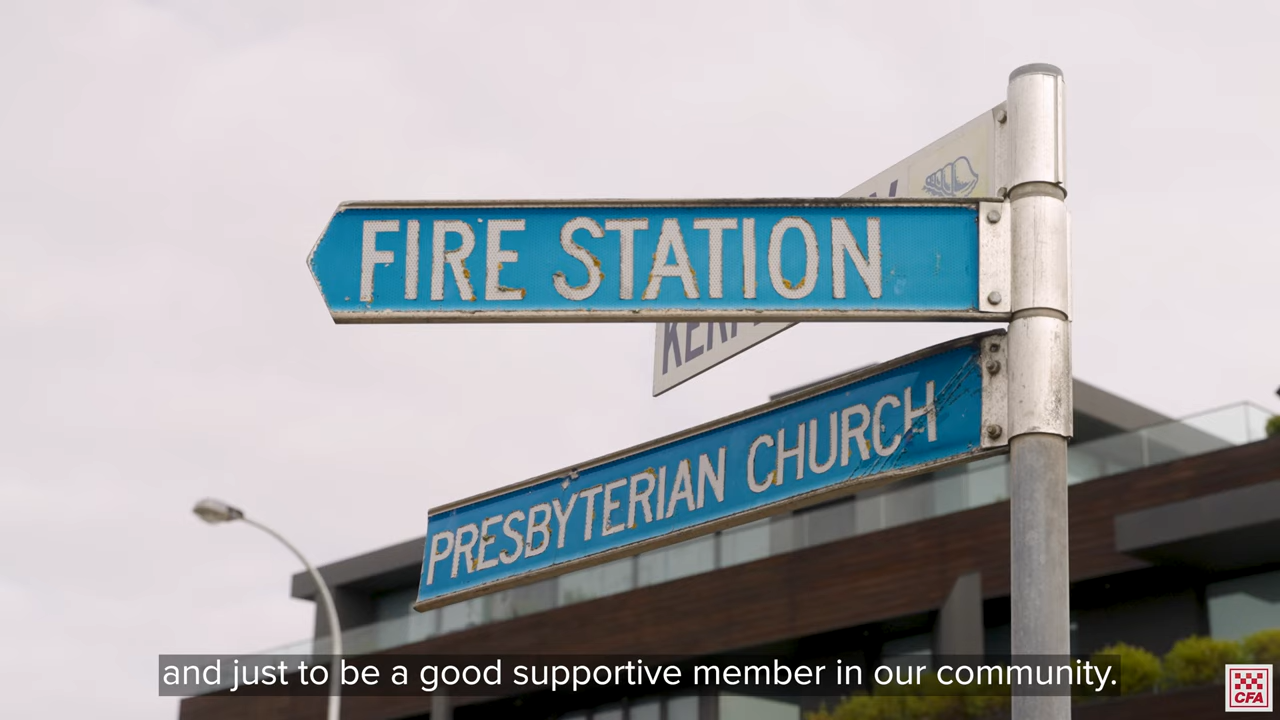 FIRE STATION
PRESBYTERIAN CHURCH
and just to be a good supportive member in our community.
CFA